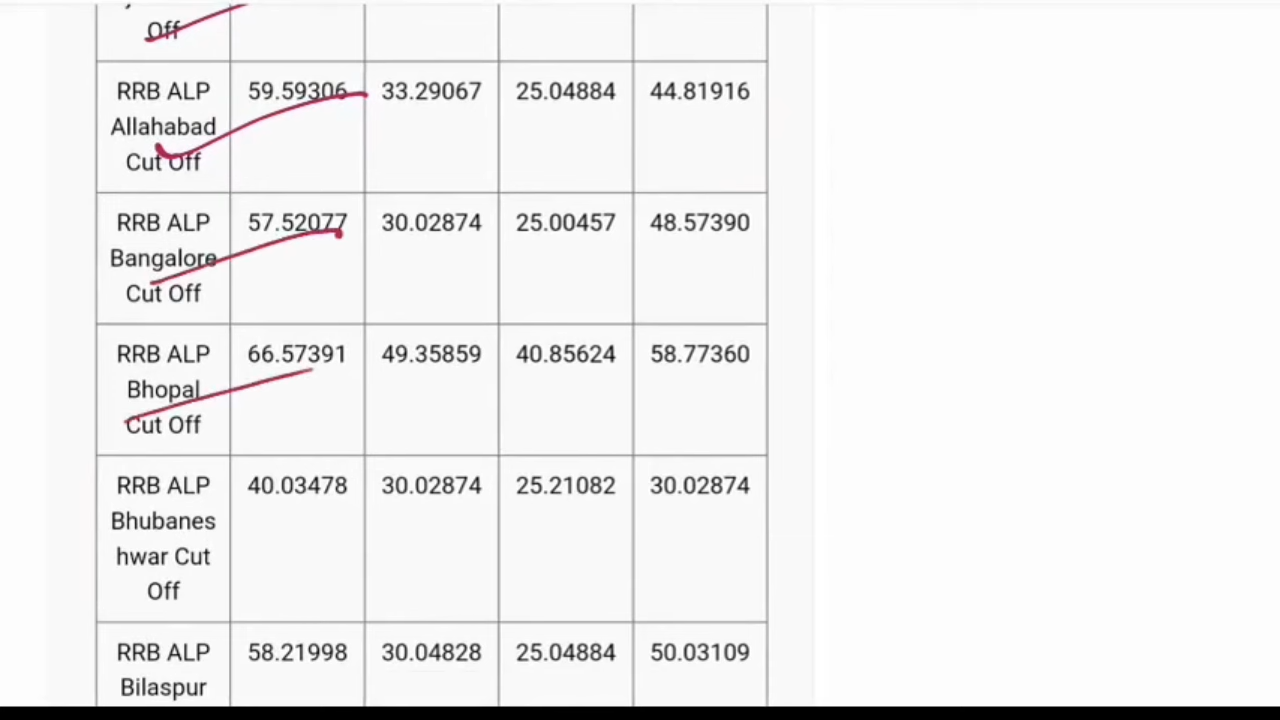 Off
RRB ALP 59.59306 33.29067 25.04884 44.81916
Allahabad
Cut Off
RRB ALP 57.52077 30.02874 25.00457 48.57390
Bangalore
Cut Off
RRB ALP 66.57391 49.35859 40.85624 58.77360
Bhopal
Cut Off
RRB ALP 40.03478 30.02874 25.21082 30.02874
Bhubanes
hwar Cut
Off
RRB ALP 58.21998 30.04828 25.04884 50.03109
Bilaspur